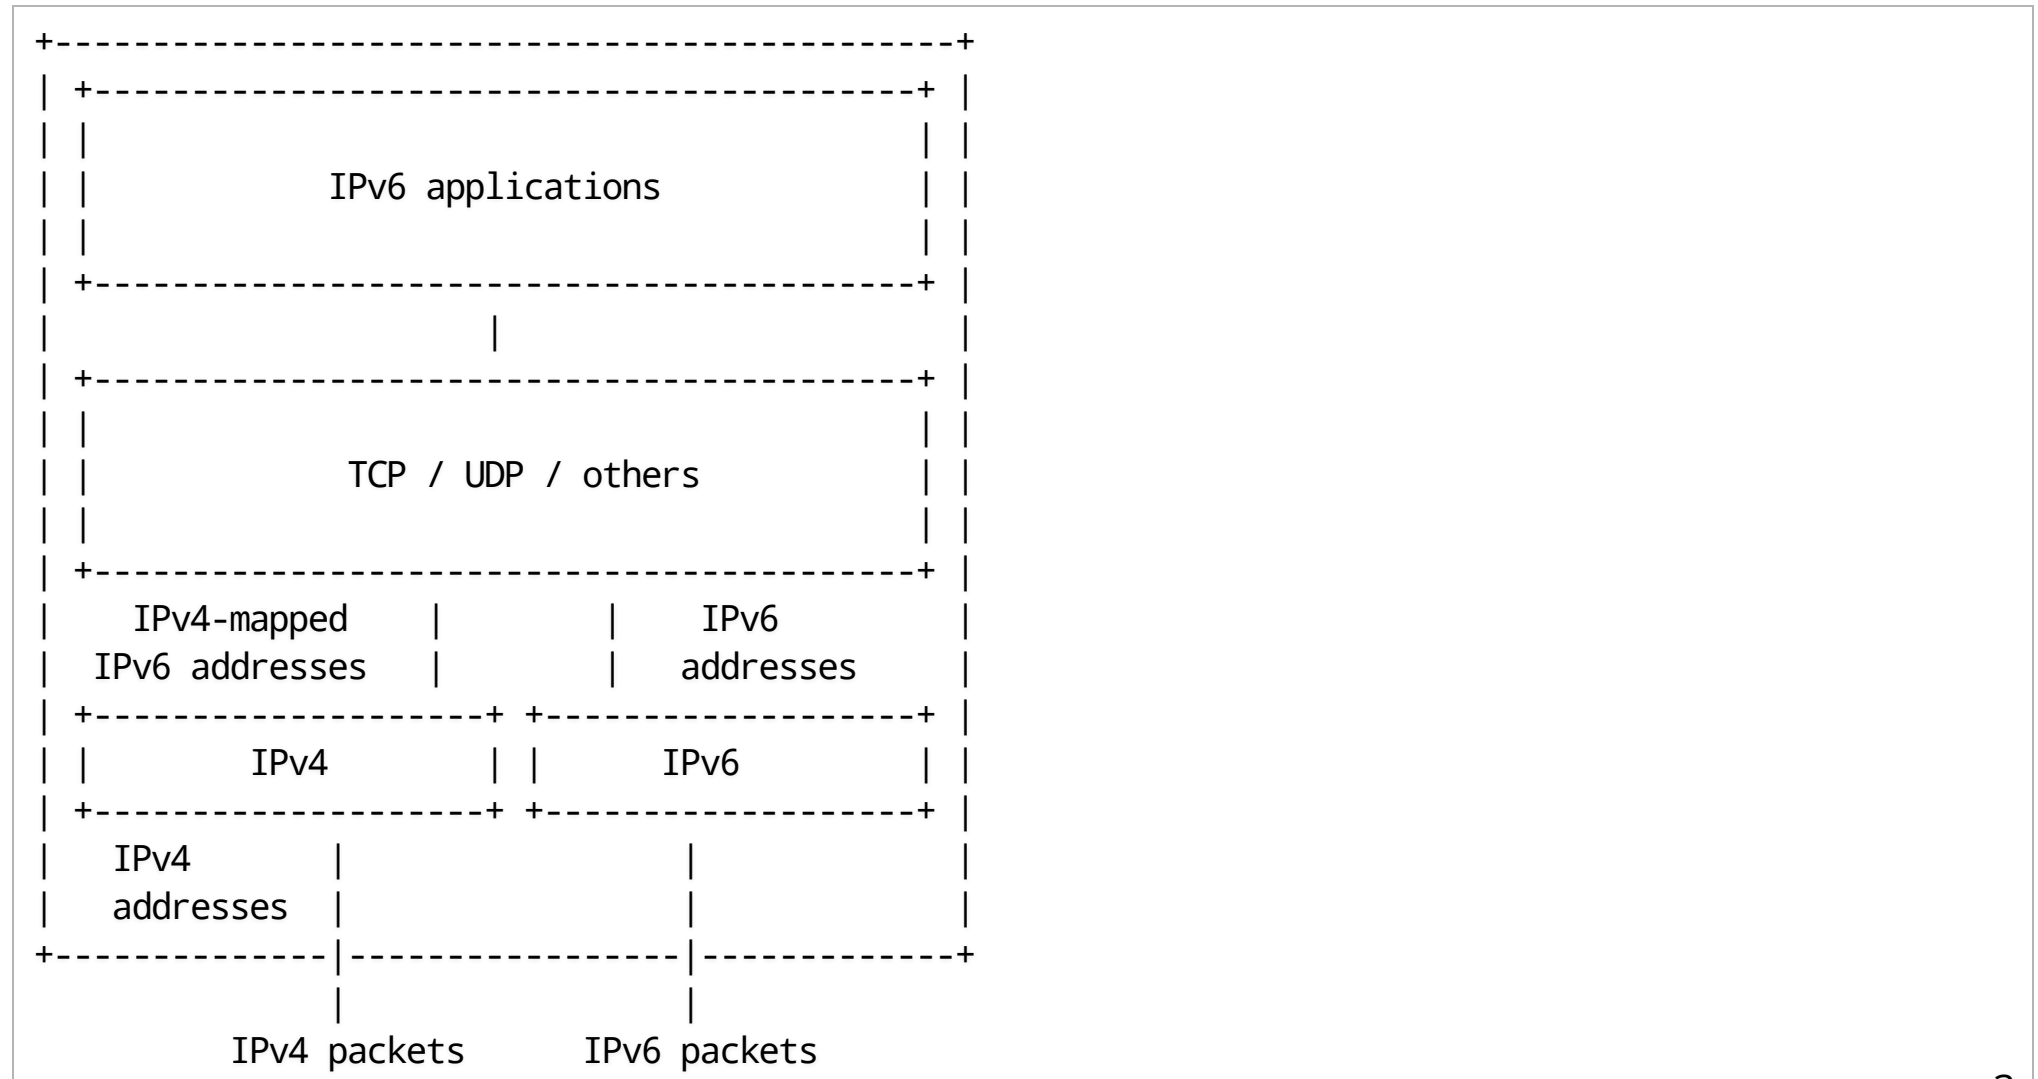 +----------------------------------------------+
| +------------------------------------------+ |
| |                                          | |
| |            IPv6 applications             | |
| |                                          | |
| +------------------------------------------+ |
|                      |                       |
| +------------------------------------------+ |
| |                                          | |
| |             TCP / UDP / others           | |
| |                                          | |
| +------------------------------------------+ |
|    IPv4-mapped    |        |    IPv6         |
|  IPv6 addresses   |        |   addresses     |
| +--------------------+ +-------------------+ |
| |        IPv4        | |      IPv6         | |
| +--------------------+ +-------------------+ |
|   IPv4       |                 |             |
|   addresses  |                 |             |
+--------------|-----------------|-------------+
               |                 |
          IPv4 packets      IPv6 packets